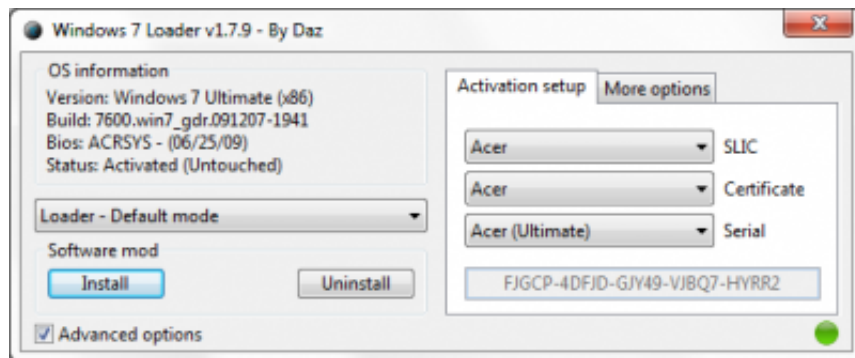 Windows 7 Loader v1.7.9 - By Daz
OS information
Version: Windows 7 Ultimate (x86)
Build: 7600.win7_gdr.091207-1941
Bios: ACRSYS - (06/25/09)
Status: Activated (Untouched)
Loader - Default mode
Software mod
Install
Uninstall
Advanced options
Activation setup
More options
Acer SLIC
Acer Certificate
Acer (Ultimate) Serial
FJGCP-4DFJD-GJY49-VJBQ7-HYRR2